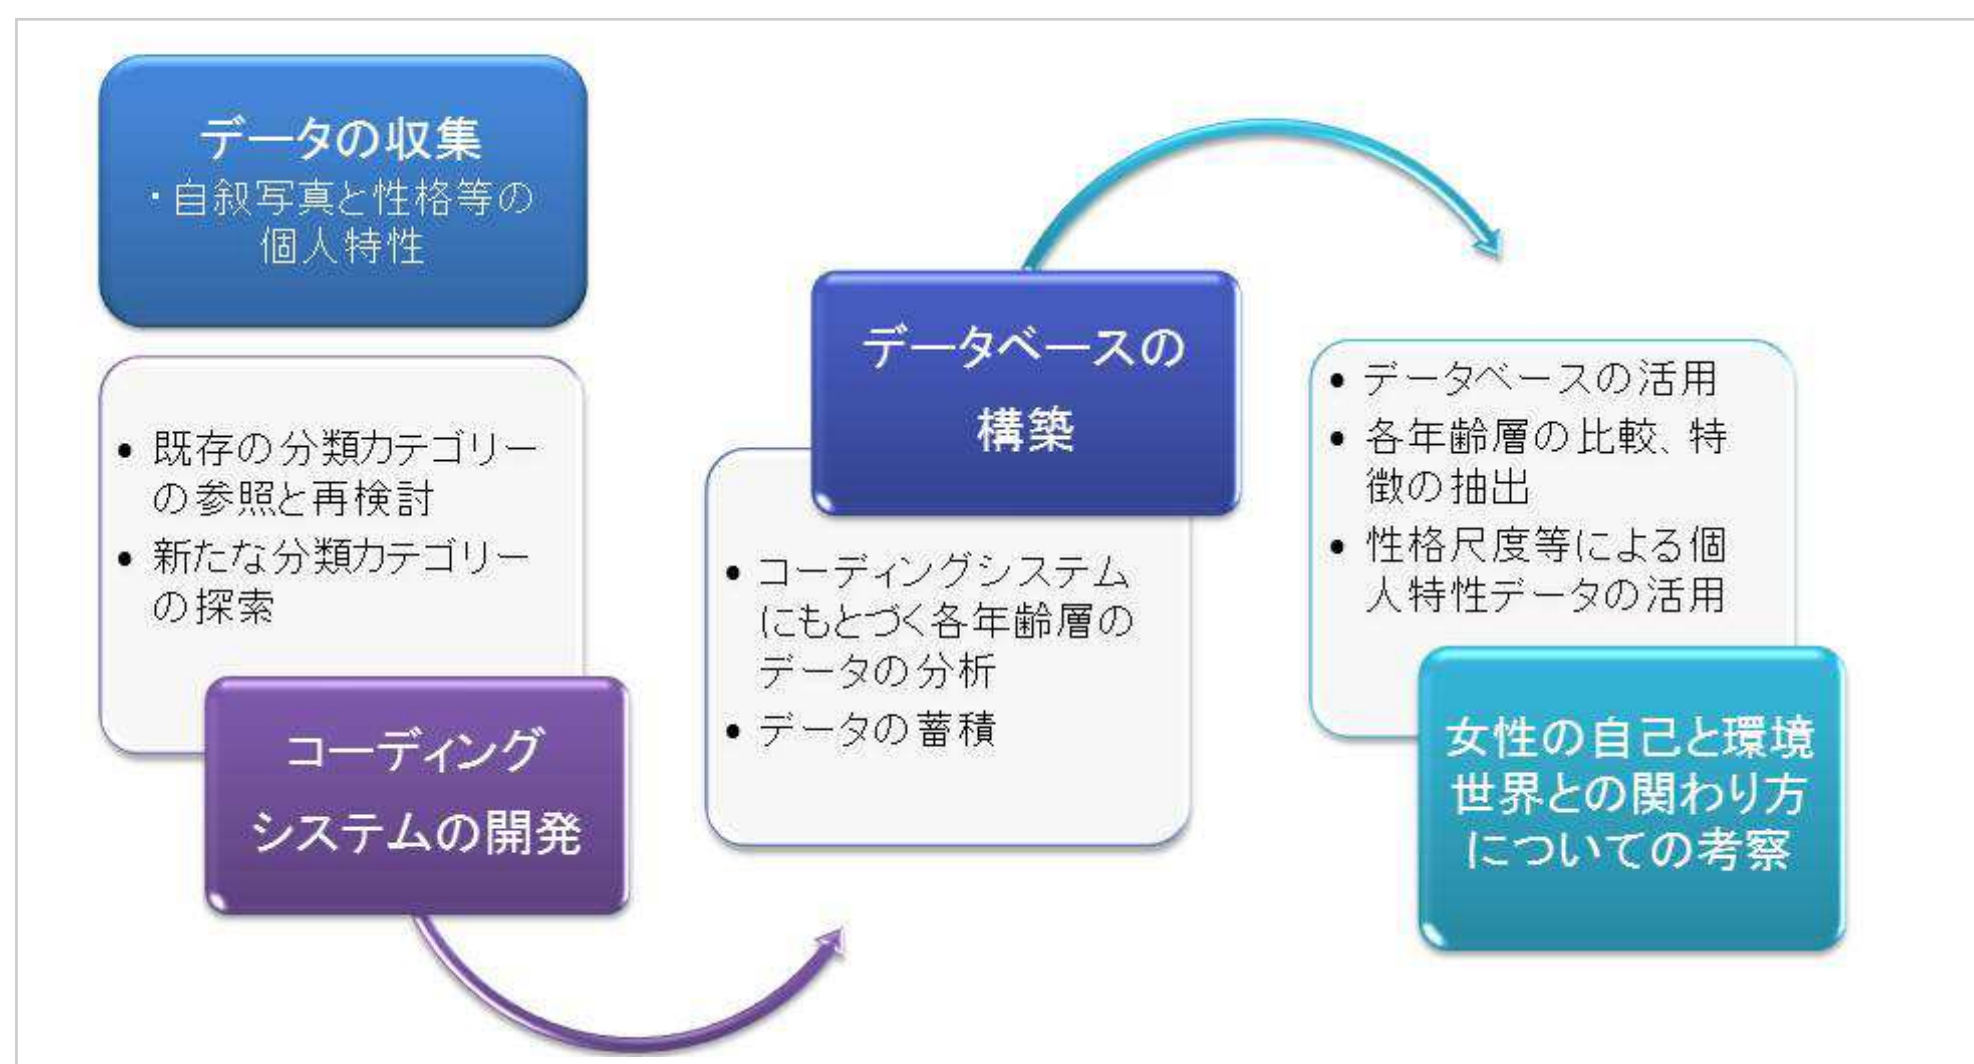 データの収集
・自叙写真と性格等の
個人特性
• 既存の分類カテゴリー
の参照と再検討
• 新たな分類カテゴリー
の探索
コーディング
システムの開発
データベースの
構築
• コーディングシステム
にもとづく各年齢層の
データの分析
• データの蓄積
• データベースの活用
• 各年齢層の比較、特
徴の抽出
• 性格尺度等による個
人特性データの活用
女性の自己と環境
世界との関わり方
についての考察